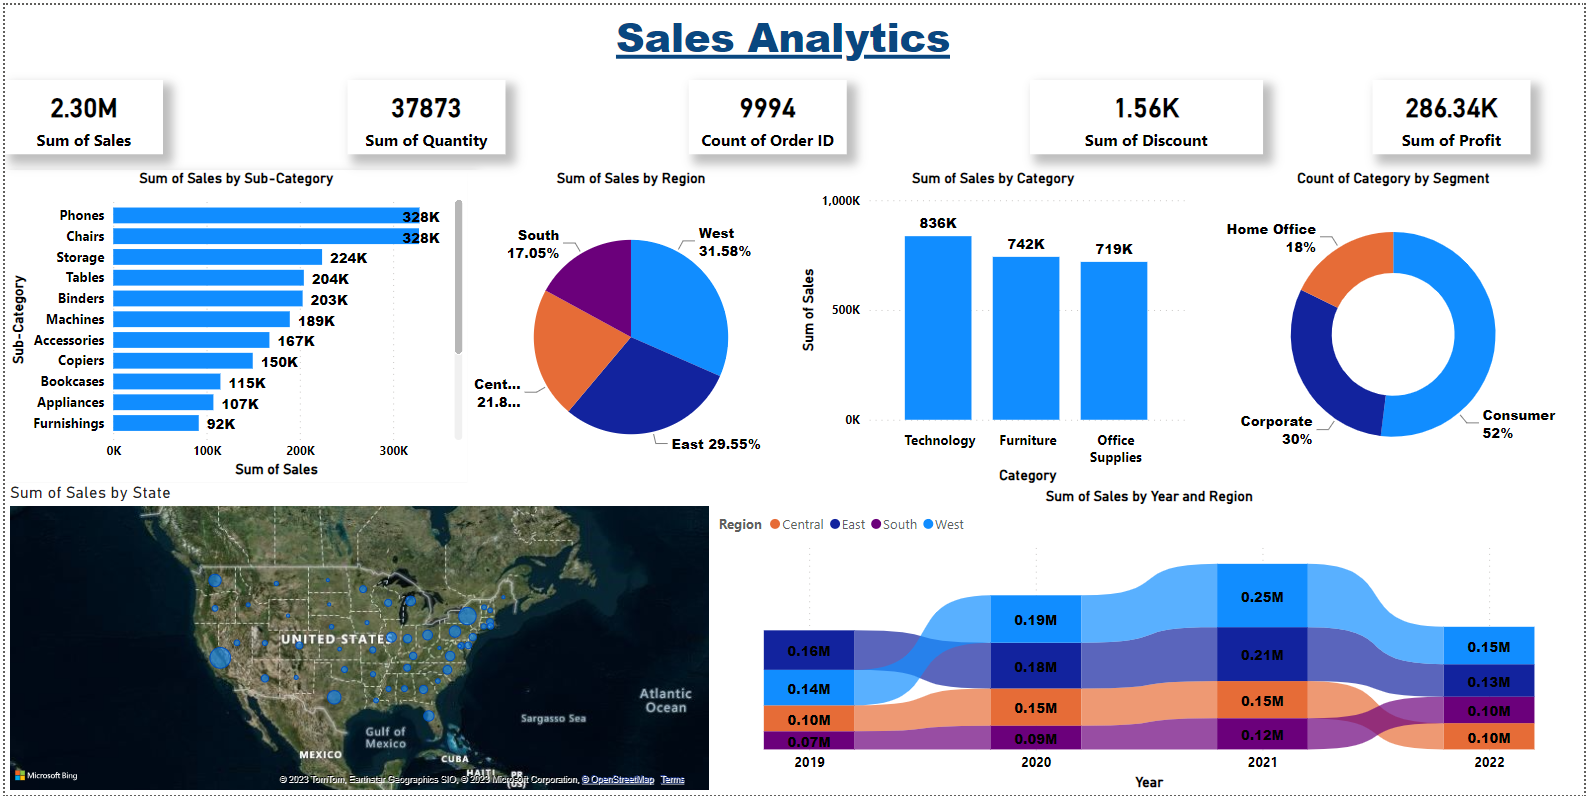 Sales Analytics
2.30M
Sum of Sales
37873
Sum of Quantity
9994
Count of Order ID
1.56K
Sum of Discount
286.34K
Sum of Profit
Sum of Sales by Sub-Category
Sub-Category
Phones 328K
Chairs 328K
Storage 224K
Tables 204K
Binders 203K
Machines 189K
Accessories 167K
Copiers 150K
Bookcases 115K
Appliances 107K
Furnishings 92K
0K 100K 200K 300K
Sum of Sales
Sum of Sales by Region
South
17.05%
West
31.58%
Cent...
21.8...
East 29.55%
Sum of Sales by Category
Sum of Sales
1,000K
500K
0K
836K
742K
719K
Technology
Furniture
Office
Supplies
Category
Count of Category by Segment
Home Office
18%
Corporate
30%
Consumer
52%
Sum of Sales by State
UNITED STATES
Atlantic
Ocean
Sargasso Sea
Gulf of
Mexico
MEXICO
CUBA
HAITI
PR
(US)
Microsoft Bing
© 2023 TomTom, Earthstar Geographics SIO, © 2023 Microsoft Corporation, © OpenStreetMap Terms
Sum of Sales by Year and Region
Region Central East South West
0.16M
0.14M
0.10M
0.07M
0.19M
0.18M
0.15M
0.09M
0.25M
0.21M
0.15M
0.12M
0.15M
0.13M
0.10M
0.10M
2019 2020 2021 2022
Year